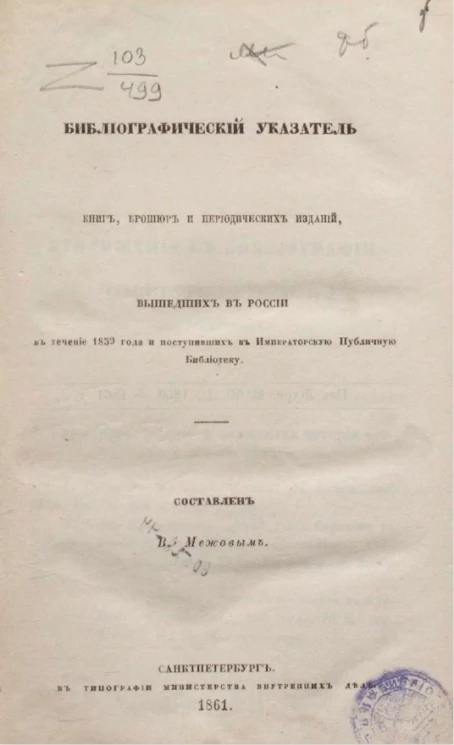 103
499
БИБЛІОГРАФИЧЕСКІЙ УКАЗАТЕЛЬ
КНИГЪ, БРОШЮРЪ И ПЕРІОДИЧЕСКИХЪ ИЗДАНІЙ,
ВЫШЕДШИХЪ ВЪ РОССІИ
въ теченіе 1859 года и поступившихъ въ Императорскую Публичную
Библіотеку.
СОСТАВЛЕНЪ
В. Межовымъ.
САНКТПЕТЕРБУРГЪ.
ВЪ ТИПОГРАФІИ МИНИСТЕРСТВА ВНУТРЕННИХЪ ДѢЛЪ.
1861.